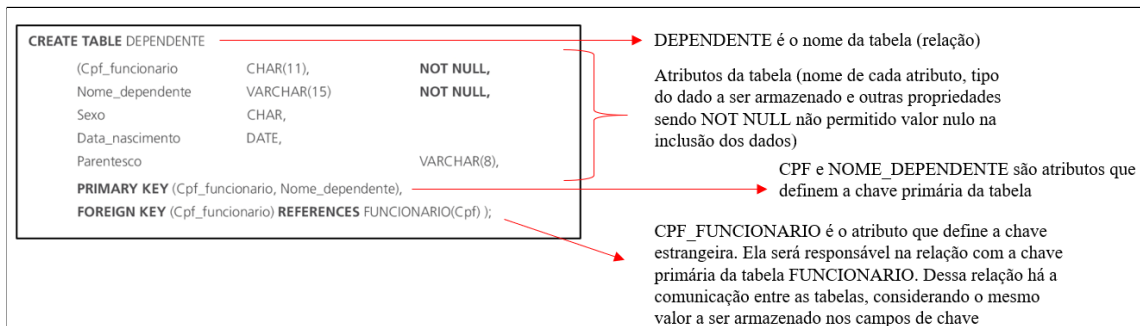 CREATE TABLE DEPENDENTE
(Cpf_funcionario CHAR(11), NOT NULL,
Nome_dependente VARCHAR(15) NOT NULL,
Sexo CHAR,
Data_nascimento DATE,
Parentesco VARCHAR(8),
PRIMARY KEY (Cpf_funcionario, Nome_dependente),
FOREIGN KEY (Cpf_funcionario) REFERENCES FUNCIONARIO(Cpf) );
DEPENDENTE é o nome da tabela (relação)
Atributos da tabela (nome de cada atributo, tipo
do dado a ser armazenado e outras propriedades
sendo NOT NULL não permitido valor nulo na
inclusão dos dados)
CPF e NOME_DEPENDENTE são atributos que
definem a chave primária da tabela
CPF_FUNCIONARIO é o atributo que define a chave
estrangeira. Ela será responsável na relação com a chave
primária da tabela FUNCIONARIO. Dessa relação há a
comunicação entre as tabelas, considerando o mesmo
valor a ser armazenado nos campos de chave